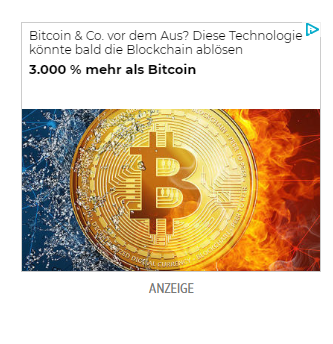 Bitcoin & Co. vor dem Aus? Diese Technologie
könnte bald die Blockchain ablösen
3.000 % mehr als Bitcoin
ANZEIGE